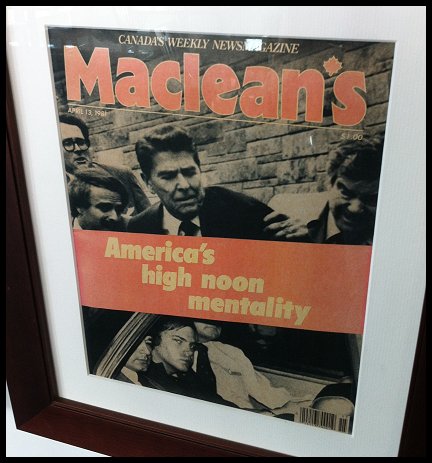 CANADA'S WEEKLY NEWSMAGAZINE
Maclean's
APRIL 13, 1981
$1.00
America's
high noon
mentality